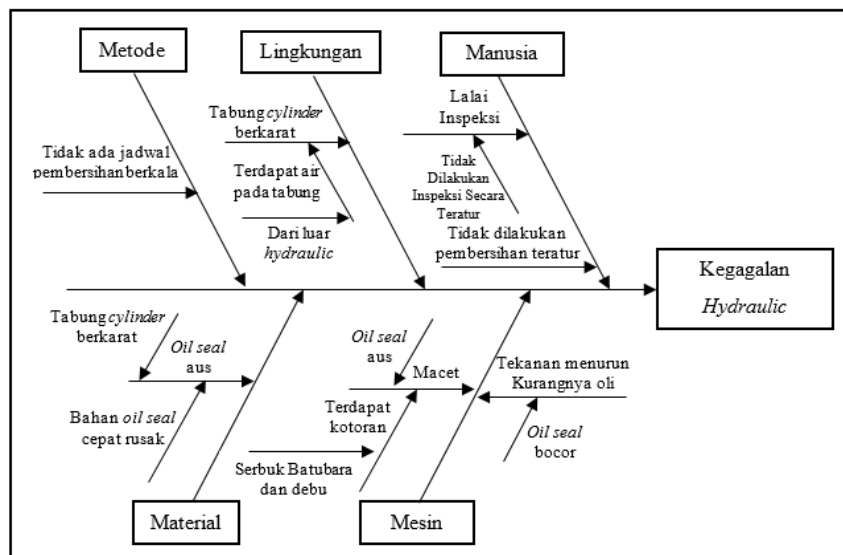 Metode
Lingkungan
Manusia
Tidak ada jadwal
pembersihan berkala
Tabung cylinder
berkarat
Terdapat air
pada tabung
Dari luar
hydraulic
Lalai
Inspeksi
Tidak
Dilakukan
Inspeksi Secara
Teratur
Tidak dilakukan
pembersihan teratur
Kegagalan
Hydraulic
Tabung cylinder
berkarat
Oil seal
aus
Bahan oil seal
cepat rusak
Oil seal
aus
Macet
Terdapat
kotoran
Serbuk Batubara
dan debu
Tekanan menurun
Kurangnya oli
Oil seal
bocor
Material
Mesin